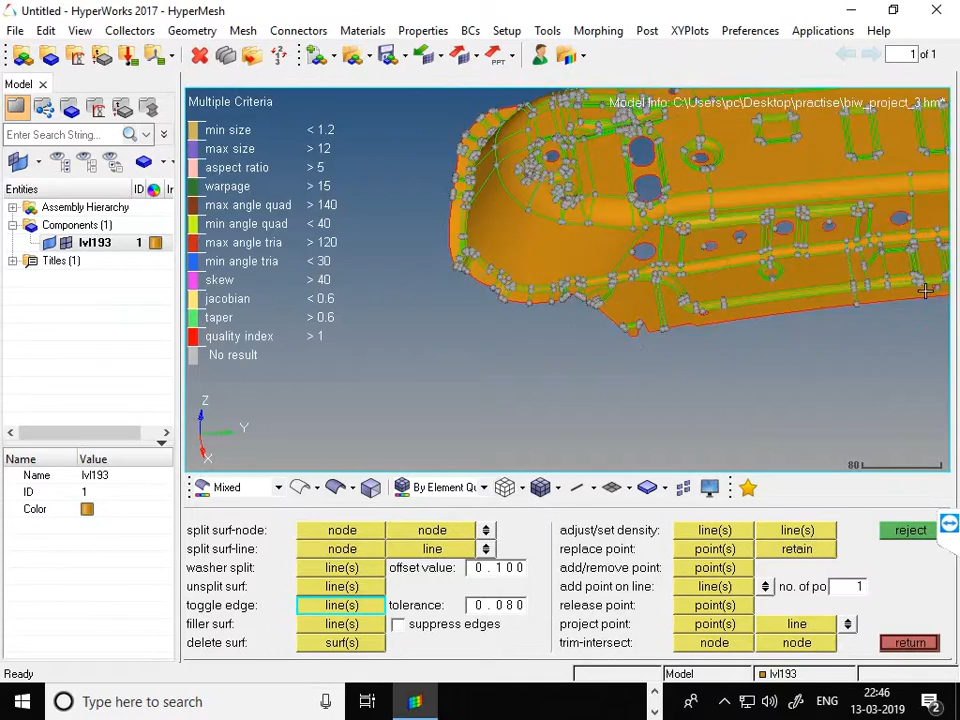 Untitled - HyperWorks 2017 - HyperMesh
File Edit View Collectors Geometry Mesh Connectors Materials Properties BCs Setup Tools Morphing Post XYPlots Preferences Applications Help
1 of 1
Model
Enter Search String...
Entities ID
Assembly Hierarchy
Components (1)
lvl193 1
Titles (1)
Name Value
Name lvl193
ID 1
Color
Multiple Criteria
Model Info: C:\Users\pc\Desktop\practise\biw_project_3.hm*
min size < 1.2
max size > 12
aspect ratio > 5
warpage > 15
max angle quad > 140
min angle quad < 40
max angle tria > 120
min angle tria < 30
skew > 40
jacobian < 0.6
taper > 0.6
quality index > 1
No result
Z
Y
X
80
Mixed By Element Qu
split surf-node: node node
split surf-line: node line
washer split: line(s) offset value: 0.100
unsplit surf: line(s)
toggle edge: line(s) tolerance: 0.080
filler surf: line(s) suppress edges
delete surf: surf(s)
adjust/set density: line(s) line(s)
replace point: point(s) retain
add/remove point: point(s)
add point on line: line(s) no. of po 1
release point: point(s)
project point: point(s) line
trim-intersect: node node
reject
return
Ready
Model lvl193
Type here to search
PPT
ENG
22:46
13-03-2019
2